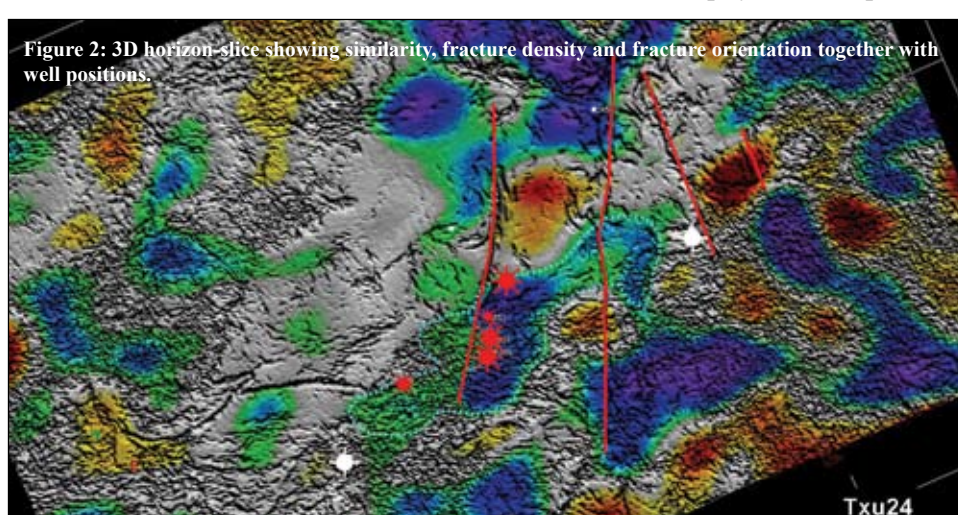 Figure 2: 3D horizon-slice showing similarity, fracture density and fracture orientation together with
well positions.
Txu24